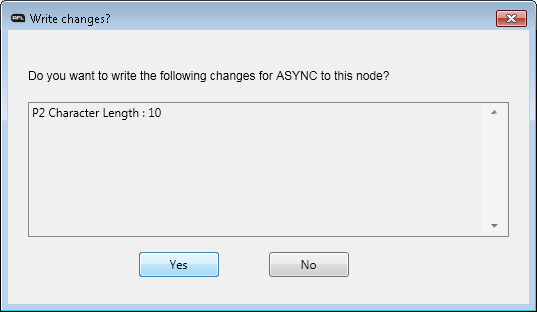 AFL Write changes?
Do you want to write the following changes for ASYNC to this node?
P2 Character Length : 10
Yes No